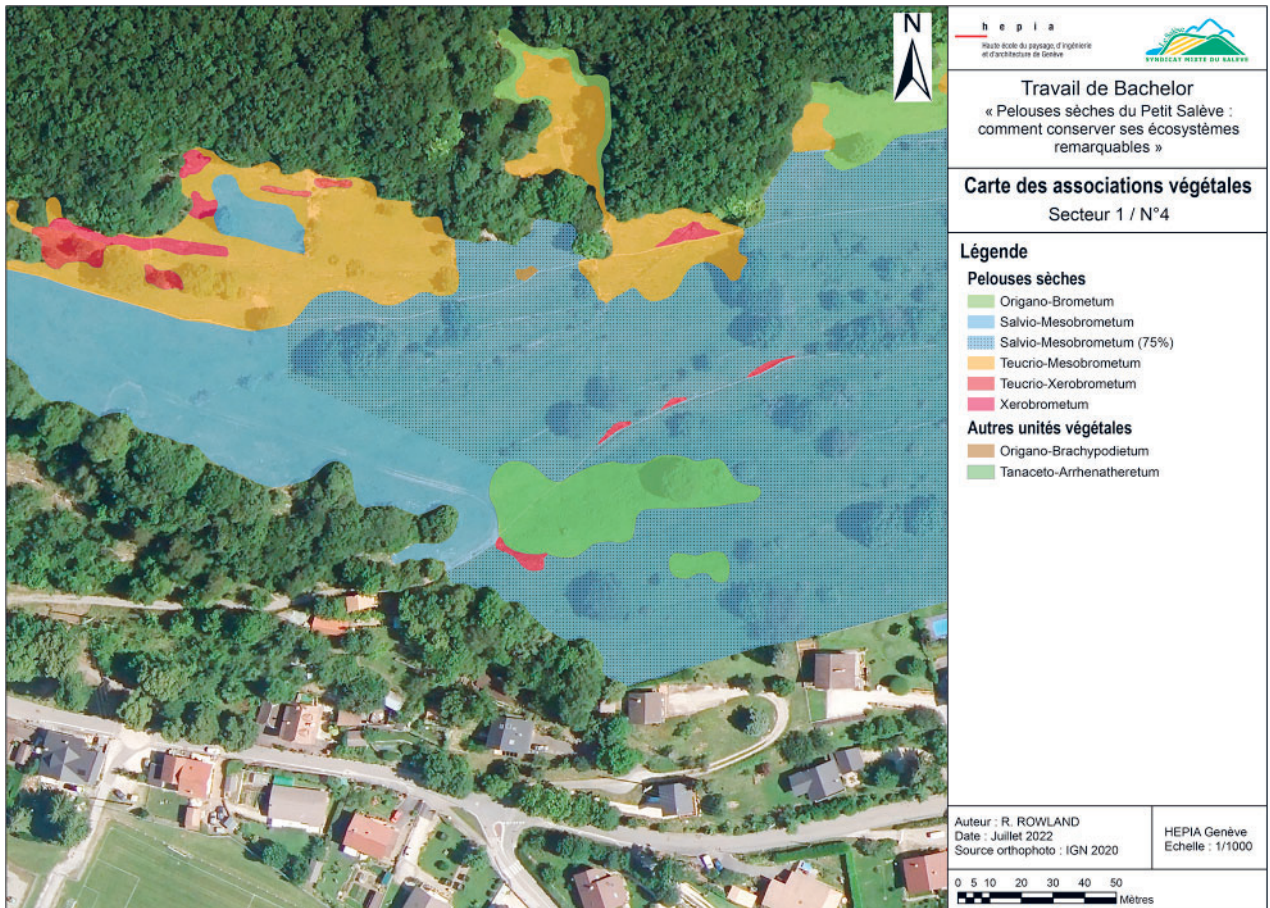 N
h e p i a
Haute école du paysage, d'ingénierie
et d'architecture de Genève
Le Salève
SYNDICAT MIXTE DU SALÈVE
Travail de Bachelor
« Pelouses sèches du Petit Salève :
comment conserver ses écosystèmes
remarquables »
Carte des associations végétales
Secteur 1 / N°4
Légende
Pelouses sèches
Origano-Brometum
Salvio-Mesobrometum
Salvio-Mesobrometum (75%)
Teucrio-Mesobrometum
Teucrio-Xerobrometum
Xerobrometum
Autres unités végétales
Origano-Brachypodietum
Tanaceto-Arrhenatheretum
Auteur : R. ROWLAND
Date : Juillet 2022
Source orthophoto : IGN 2020
HEPIA Genève
Echelle : 1/1000
0 5 10 20 30 40 50
Mètres